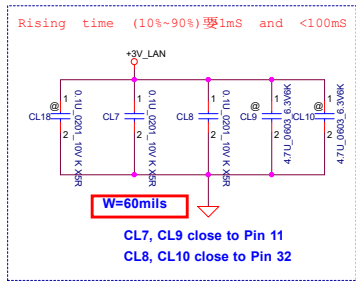 Rising time (10%~90%)要1mS and <100mS
+3V_LAN
@
1
CL18
2
0.1U_0201_10V K X5R
1
CL7
2
0.1U_0201_10V K X5R
1
CL8
2
0.1U_0201_10V K X5R
@
1
CL9
2
4.7U_0603_6.3V6K
@
1
CL10
2
4.7U_0603_6.3V6K
W=60mils
CL7, CL9 close to Pin 11
CL8, CL10 close to Pin 32